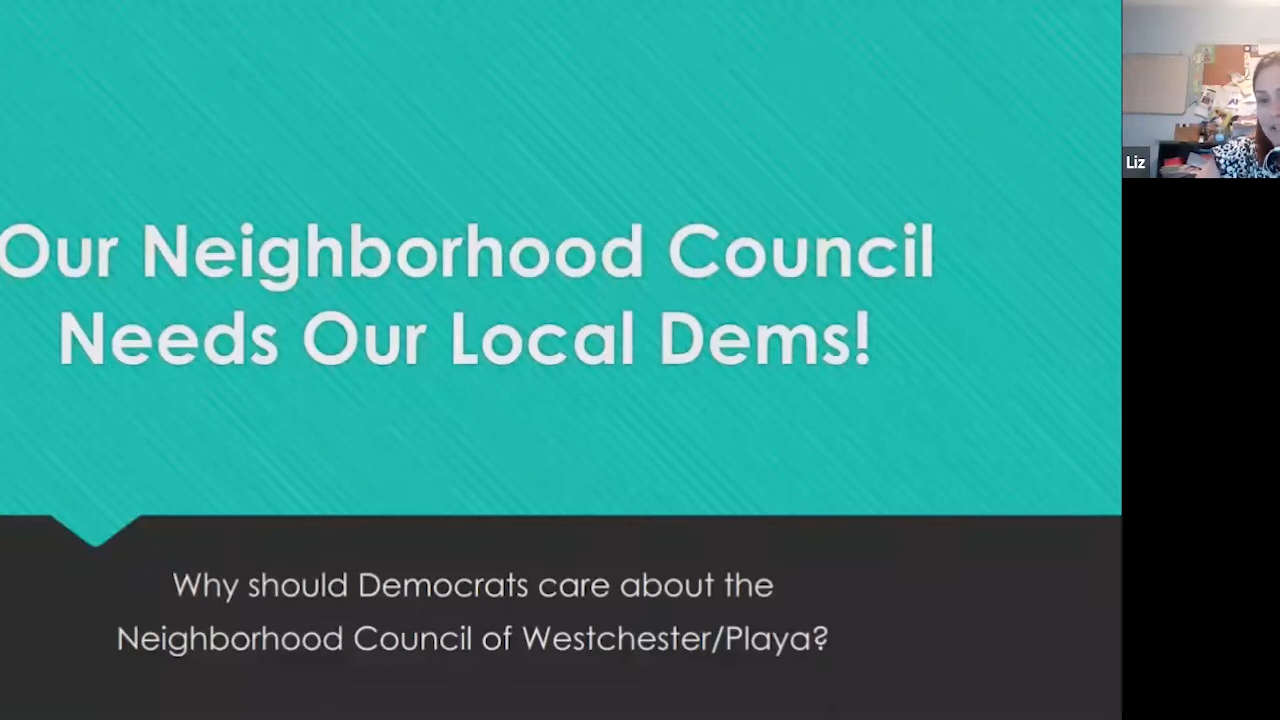 Our Neighborhood Council
Needs Our Local Dems!
Why should Democrats care about the
Neighborhood Council of Westchester/Playa?
Liz